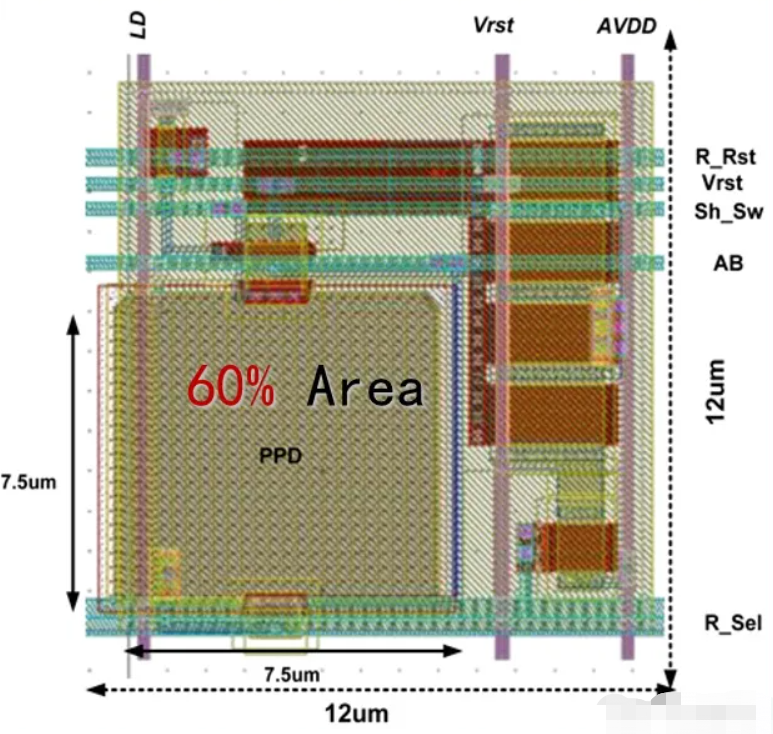 LD
Vrst
AVDD
R_Rst
Vrst
Sh_Sw
AB
60% Area
PPD
12um
7.5um
R_Sel
7.5um
12um